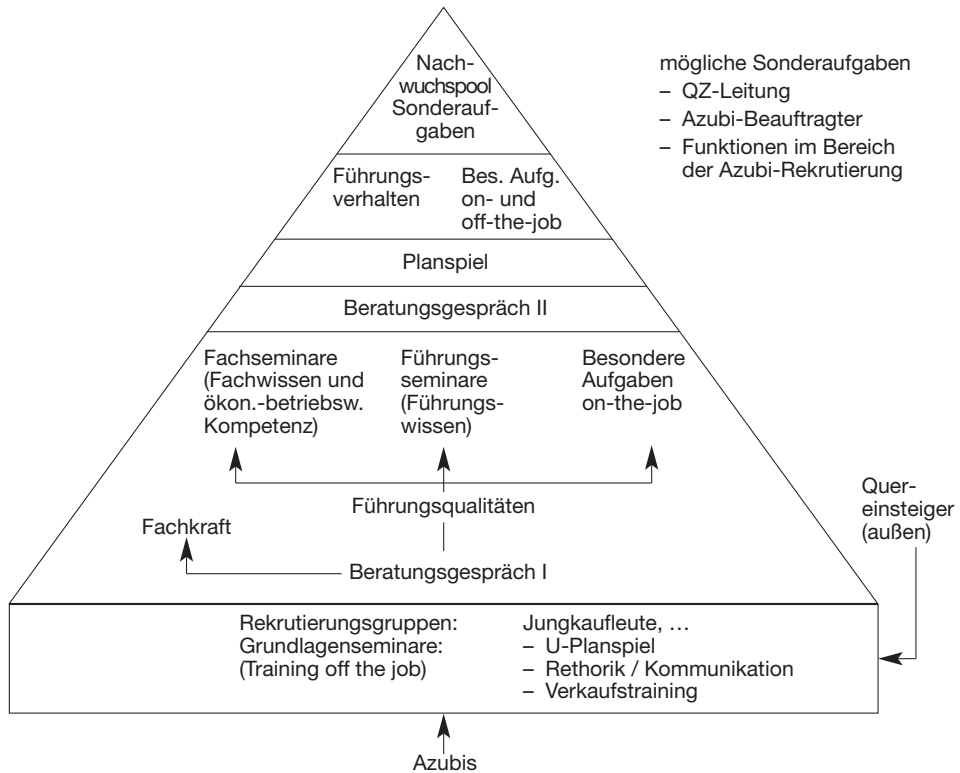 Nach-
wuchspool
Sonderauf-
gaben
mögliche Sonderaufgaben
– QZ-Leitung
– Azubi-Beauftragter
– Funktionen im Bereich
der Azubi-Rekrutierung
Führungs-
verhalten
Bes. Aufg.
on- und
off-the-job
Planspiel
Beratungsgespräch II
Fachseminare
(Fachwissen und
ökon.-betriebsw.
Kompetenz)
Führungs-
seminare
(Führungs-
wissen)
Besondere
Aufgaben
on-the-job
Führungsqualitäten
Fachkraft
Beratungsgespräch I
Quer-
einsteiger
(außen)
Rekrutierungsgruppen:
Grundlagenseminare:
(Training off the job)
Jungkaufleute, …
– U-Planspiel
– Rethorik / Kommunikation
– Verkaufstraining
Azubis